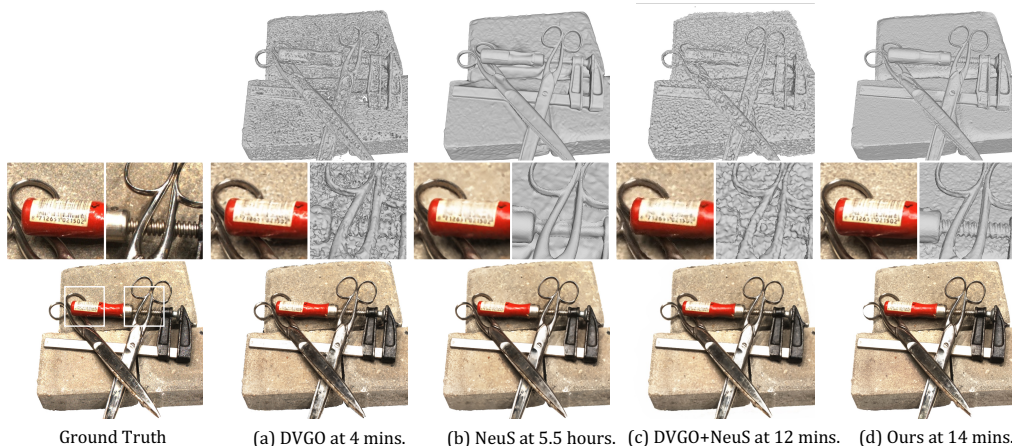 Ground Truth
(a) DVGO at 4 mins.
(b) NeuS at 5.5 hours.
(c) DVGO+NeuS at 12 mins.
(d) Ours at 14 mins.